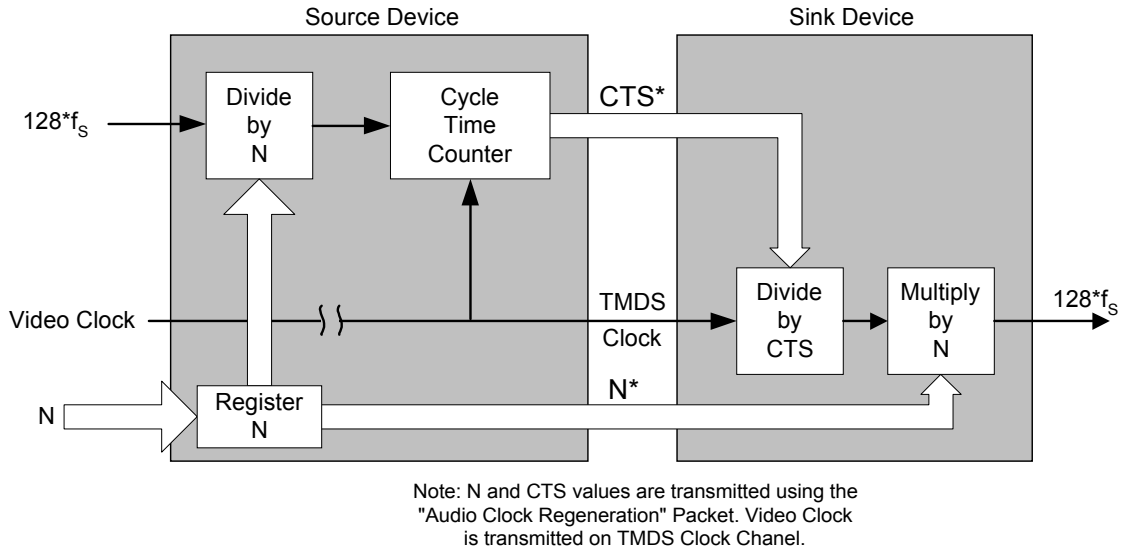 Source Device
Sink Device
128*fS
Divide
by
N
Cycle
Time
Counter
CTS*
Video Clock
TMDS
Clock
Divide
by
CTS
Multiply
by
N
128*fS
N
Register
N
N*
Note: N and CTS values are transmitted using the
"Audio Clock Regeneration" Packet. Video Clock
is transmitted on TMDS Clock Chanel.